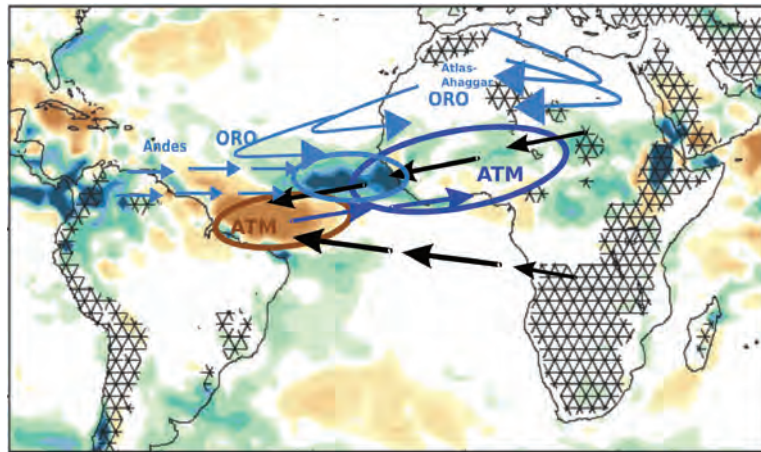 Atlas-
Ahaggar
ORO
Andes
ORO
ATM
ATM